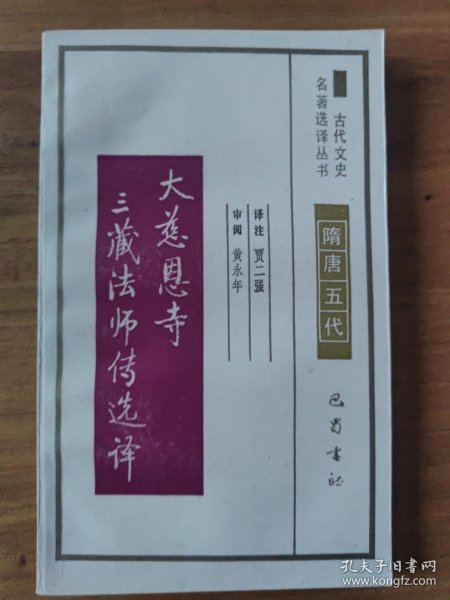 古代文史
名著选译丛书
隋唐五代
巴蜀书社
译注 贾二强
审阅 黄永年
大慈恩寺
三藏法师传选译
孔夫子旧书网
www.kongfz.com